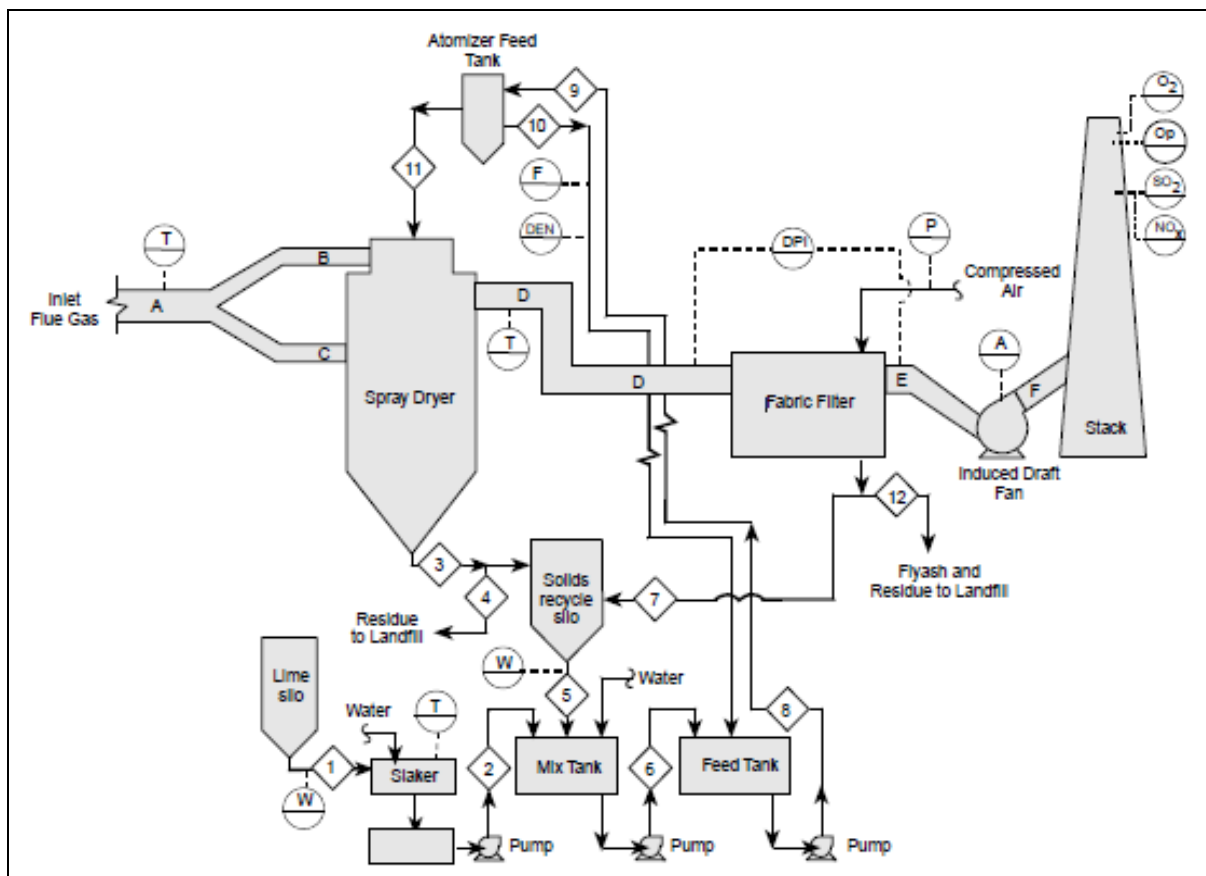 Atomizer Feed
Tank
9
10
11
O2
Op
SO2
NOx
F
DEN
T
B
A
Inlet
Flue Gas
C
D
T
D
DPI
P
Compressed
Air
A
E
F
Spray Dryer
Fabric Filter
Stack
Induced Draft
Fan
12
Flyash and
Residue to Landfill
3
4
Residue
to Landfill
Solids
recycle
silo
7
W
5
Water
Lime
silo
Water
T
1
W
Slaker
2
Mix Tank
6
Feed Tank
8
Pump
Pump
Pump